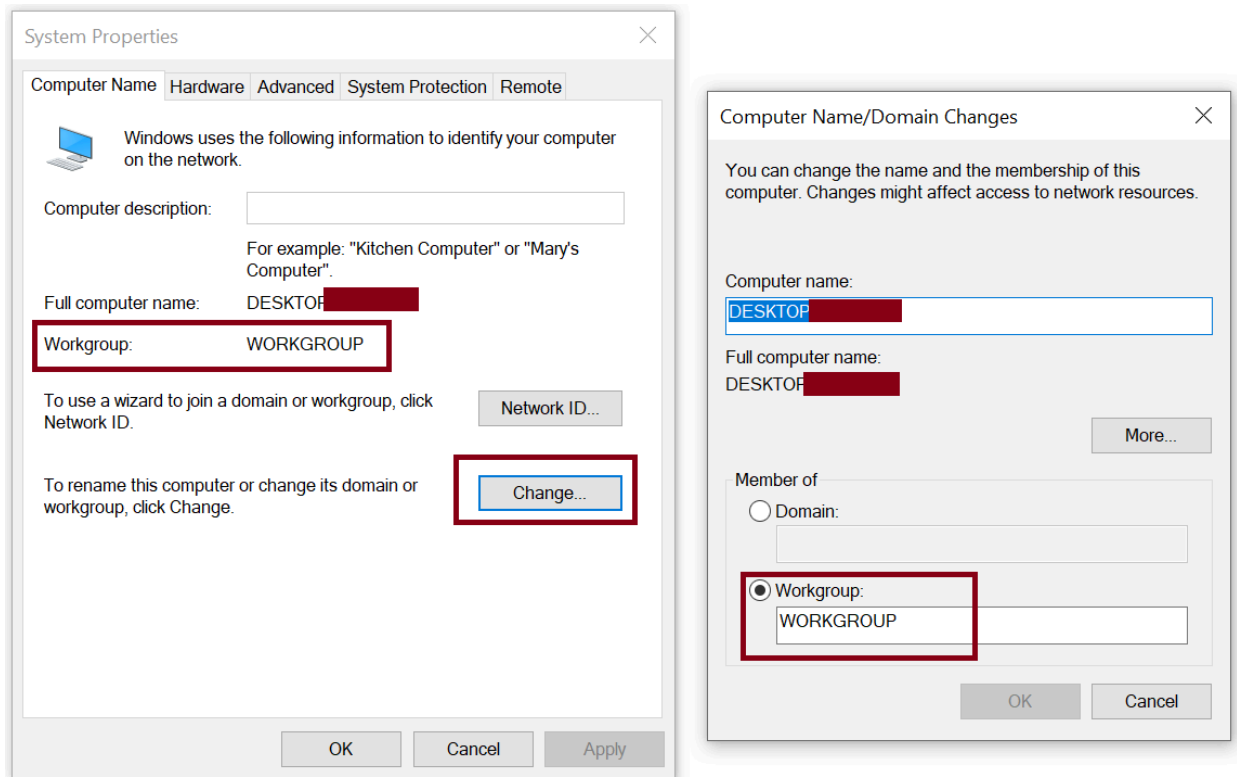 System Properties
Computer Name Hardware Advanced System Protection Remote
Windows uses the following information to identify your computer
on the network.
Computer description:
For example: "Kitchen Computer" or "Mary's
Computer".
Full computer name: DESKTOP
Workgroup: WORKGROUP
To use a wizard to join a domain or workgroup, click
Network ID.
Network ID...
To rename this computer or change its domain or
workgroup, click Change.
Change...
OK Cancel Apply
Computer Name/Domain Changes
You can change the name and the membership of this
computer. Changes might affect access to network resources.
Computer name:
DESKTOP
Full computer name:
DESKTOP
More...
Member of
Domain:
Workgroup:
WORKGROUP
OK Cancel